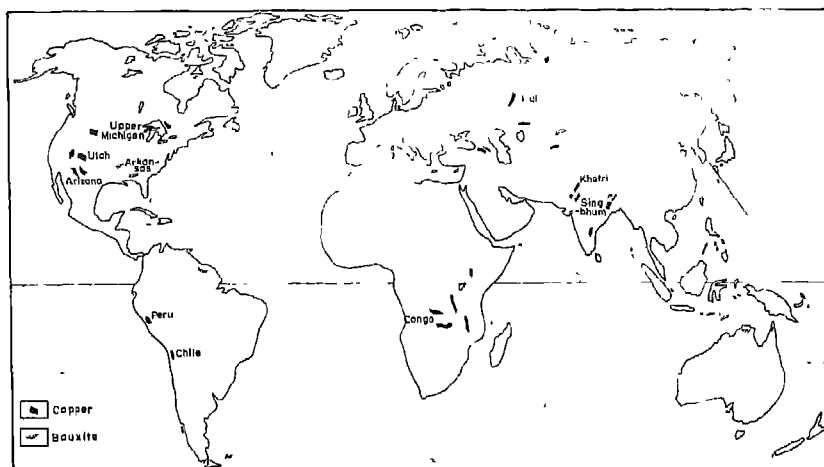 Upper
Michigan
Utah
Arkan-
sas
Arizona
Khatri
Sing
-bhum
Peru
Congo
Chile
Copper
Bauxite